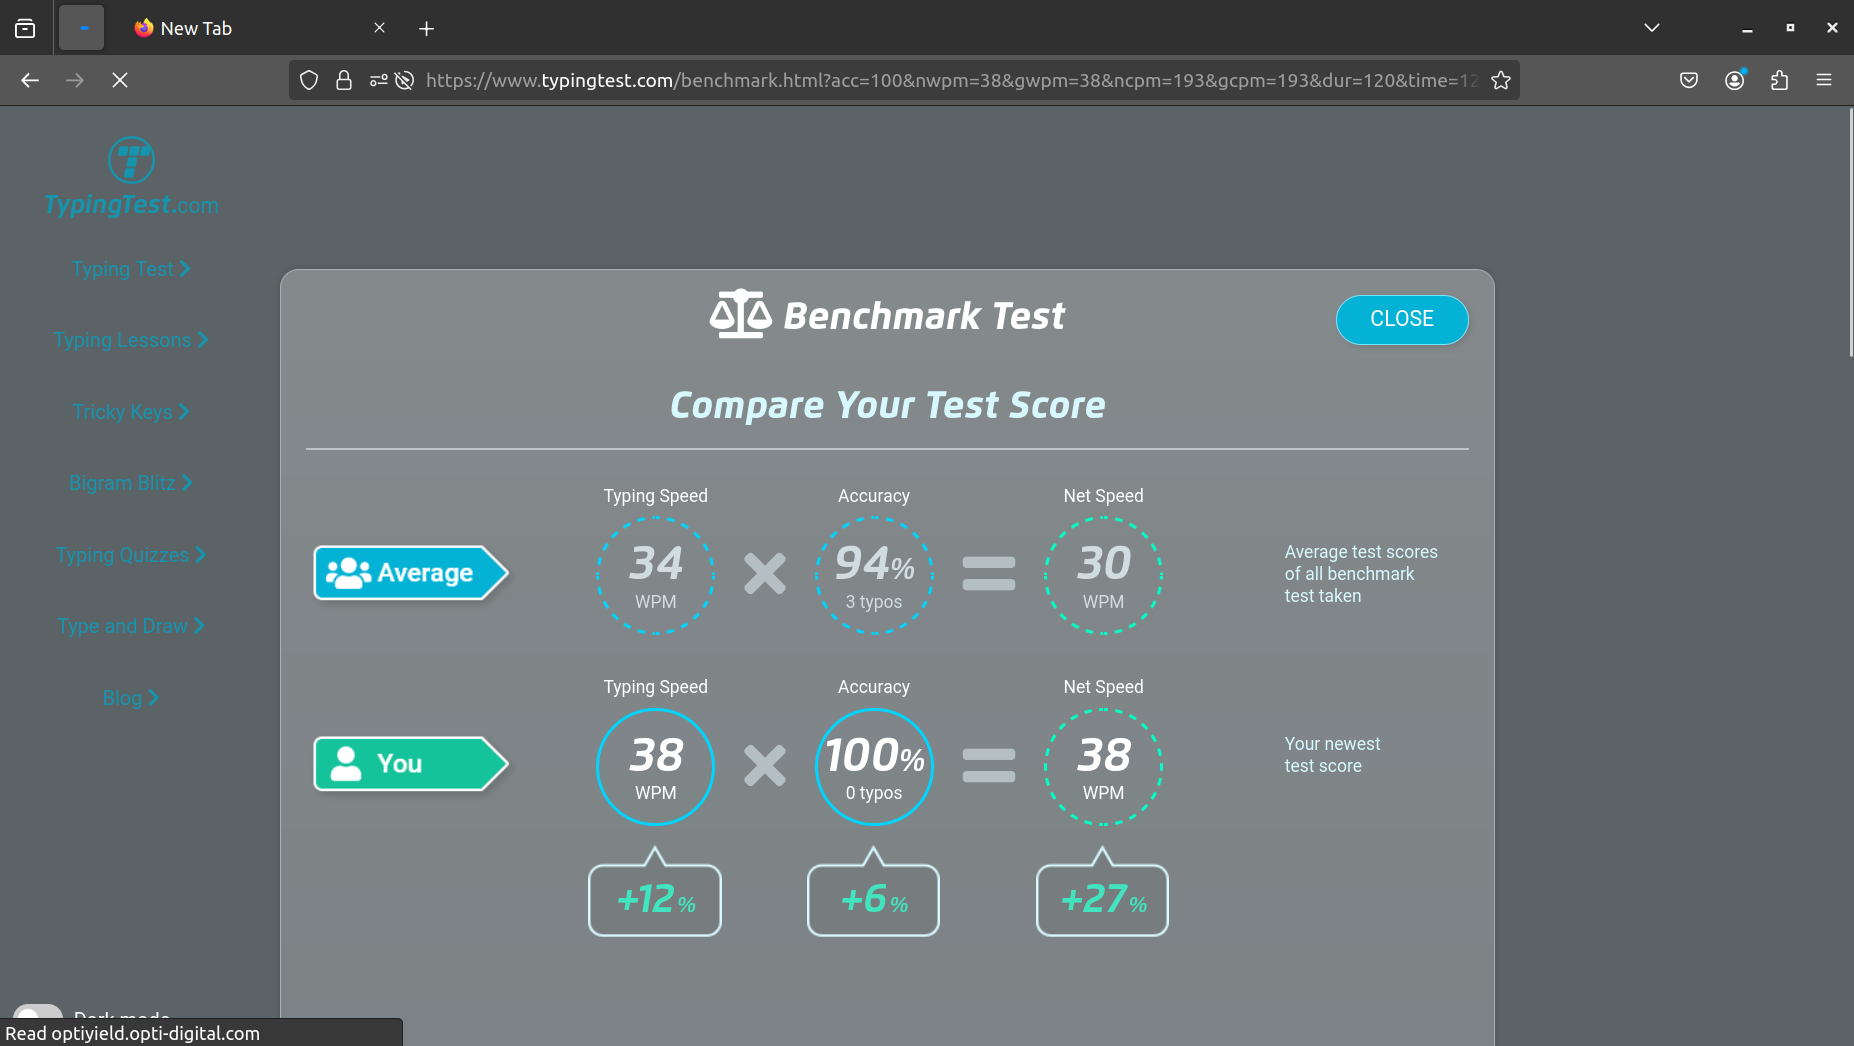 New Tab
https://www.typingtest.com/benchmark.html?acc=100&nwpm=38&gwpm=38&ncpm=193&gcpm=193&dur=120&time=12
TypingTest.com
Typing Test
Typing Lessons
Tricky Keys
Bigram Blitz
Typing Quizzes
Type and Draw
Blog
Dark mode
Benchmark Test
CLOSE
Compare Your Test Score
Typing Speed Accuracy Net Speed
Average 34 WPM 94% 3 typos 30 WPM
Average test scores
of all benchmark
test taken
Typing Speed Accuracy Net Speed
You 38 WPM 100% 0 typos 38 WPM
Your newest
test score
+12% +6% +27%
Read optiyield.opti-digital.com